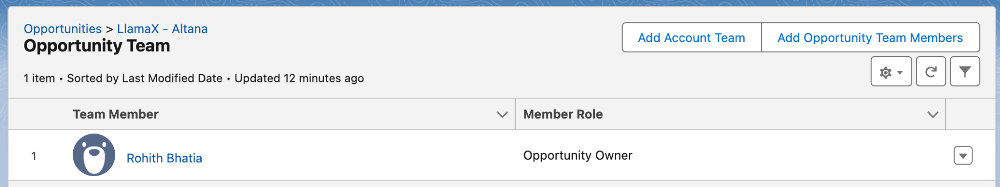 Opportunities > LlamaX - Altana
Opportunity Team
Add Account Team
Add Opportunity Team Members
1 item • Sorted by Last Modified Date • Updated 12 minutes ago
Team Member
Member Role
1
Rohith Bhatia
Opportunity Owner